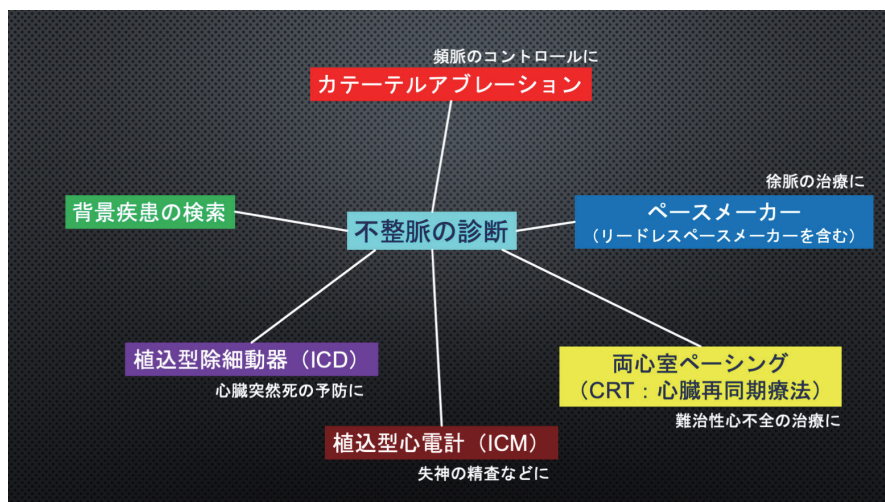 頻脈のコントロールに
カテーテルアブレーション
徐脈の治療に
背景疾患の検索
不整脈の診断
ペースメーカー
（リードレスペースメーカーを含む）
植込型除細動器（ICD）
心臓突然死の予防に
両心室ペーシング
（CRT：心臓再同期療法）
難治性心不全の治療に
植込型心電計（ICM）
失神の精査などに